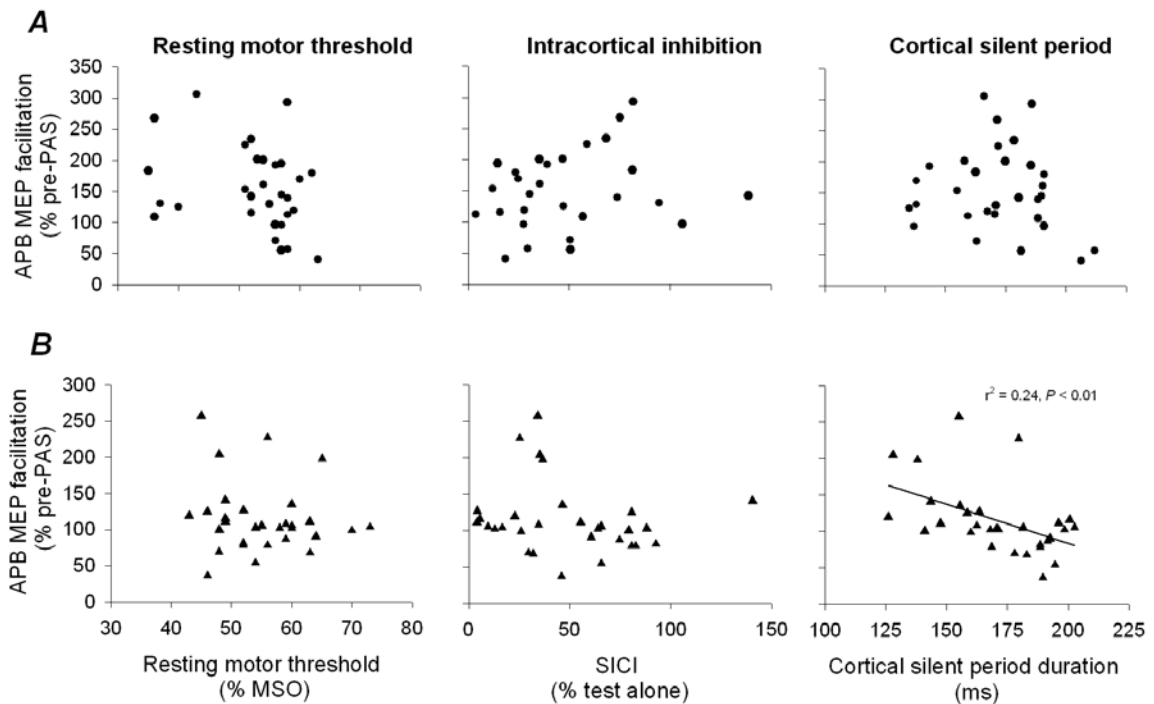 A
Resting motor threshold
Intracortical inhibition
Cortical silent period
APB MEP facilitation
(% pre-PAS)
350
300
250
200
150
100
50
0
B
APB MEP facilitation
(% pre-PAS)
300
250
200
150
100
50
0
r² = 0.24, P < 0.01
30 40 50 60 70 80
0 50 100 150
100 125 150 175 200 225
Resting motor threshold
(% MSO)
SICI
(% test alone)
Cortical silent period duration
(ms)